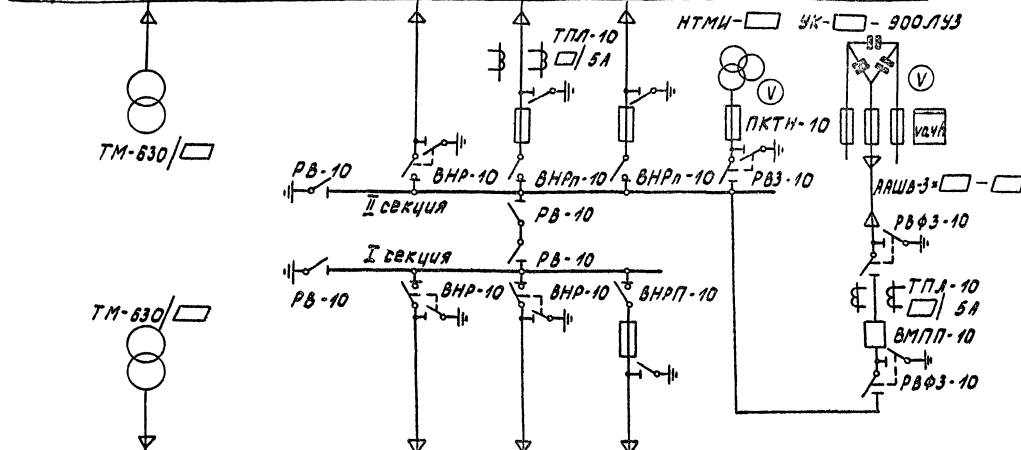 НТМИ-
УК- - 900ЛУЗ
ТПЛ-10
/5А
V
V
ПКТН-10
varh
ТМ-630/
РВ-10
ВНР-10
ВНРп-10
ВНРп-10
РВЗ-10
ААШВ-3× -
II секция
РВ-10
РВФЗ-10
I секция
РВ-10
РВ-10
ВНР-10
ВНР-10
ВНРП-10
ТПЛ-10
/5А
ТМ-630/
ВМПП-10
РВФЗ-10